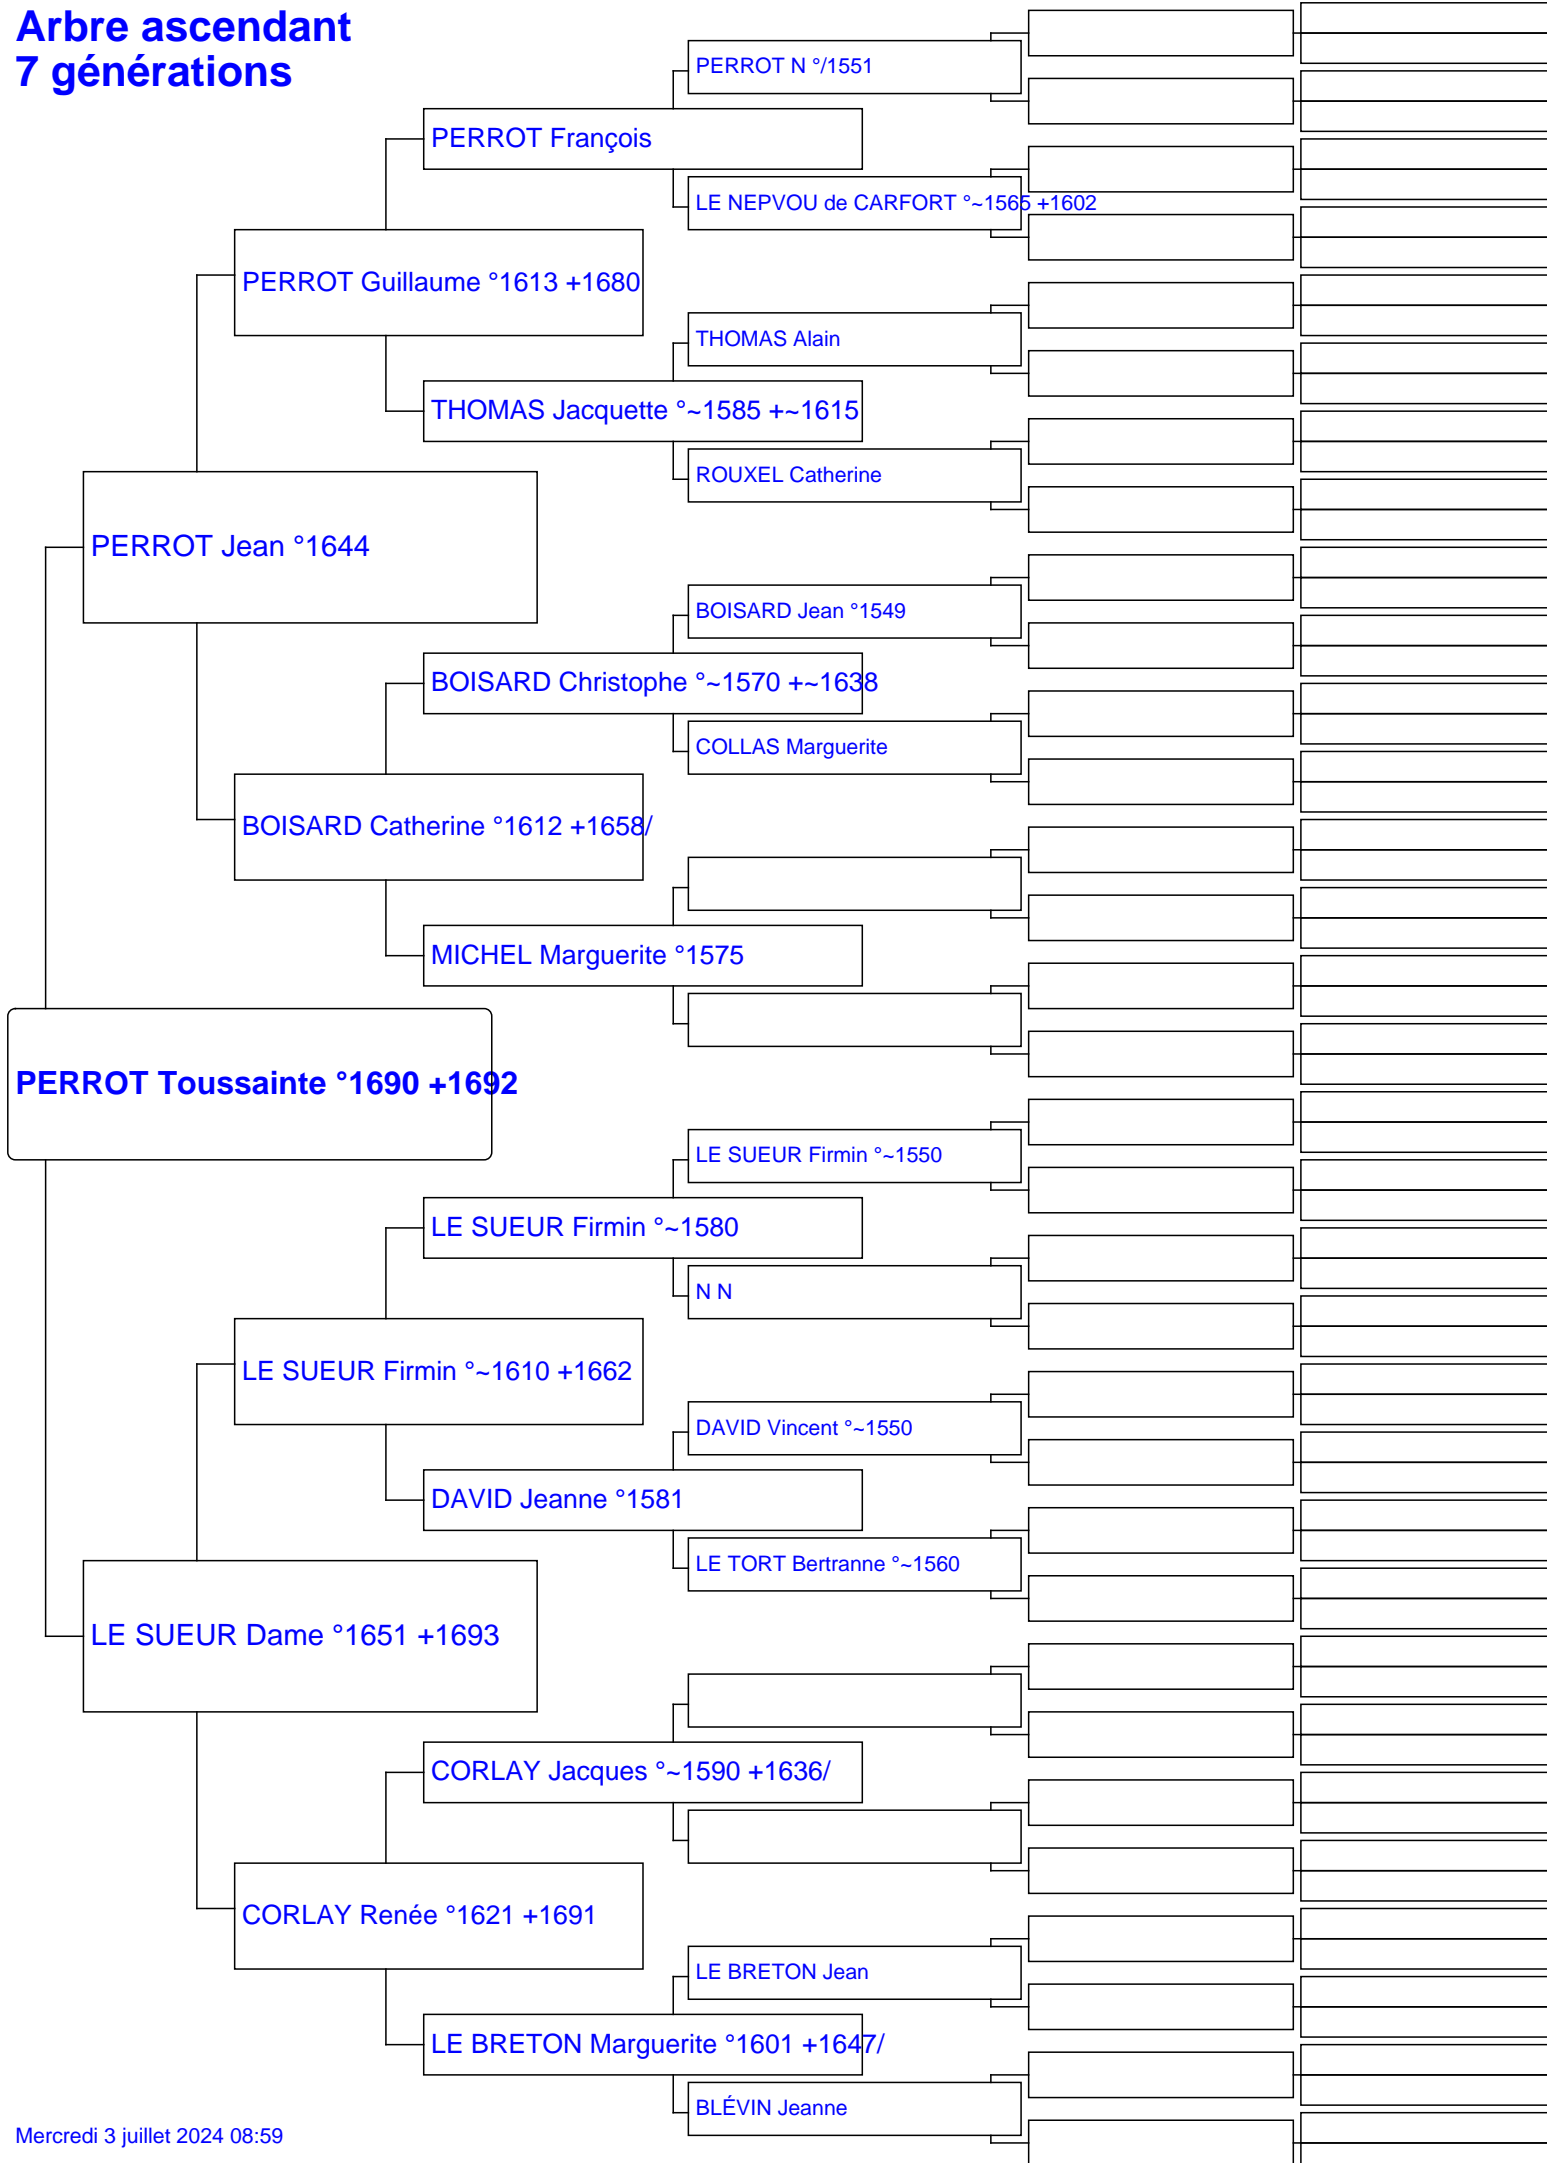 Arbre ascendant
7 générations
PERROT N °/1551
PERROT François
LE NEPVOU de CARFORT °~1565 +1602
PERROT Guillaume °1613 +1680
THOMAS Alain
THOMAS Jacquette °~1585 +~1615
ROUXEL Catherine
PERROT Jean °1644
BOISARD Jean °1549
BOISARD Christophe °~1570 +~1638
COLLAS Marguerite
BOISARD Catherine °1612 +1658/
MICHEL Marguerite °1575
PERROT Toussainte °1690 +1692
LE SUEUR Firmin °~1550
LE SUEUR Firmin °~1580
N N
LE SUEUR Firmin °~1610 +1662
DAVID Vincent °~1550
DAVID Jeanne °1581
LE TORT Bertranne °~1560
LE SUEUR Dame °1651 +1693
CORLAY Jacques °~1590 +1636/
CORLAY Renée °1621 +1691
LE BRETON Jean
LE BRETON Marguerite °1601 +1647/
BLÉVIN Jeanne
Mercredi 3 juillet 2024 08:59